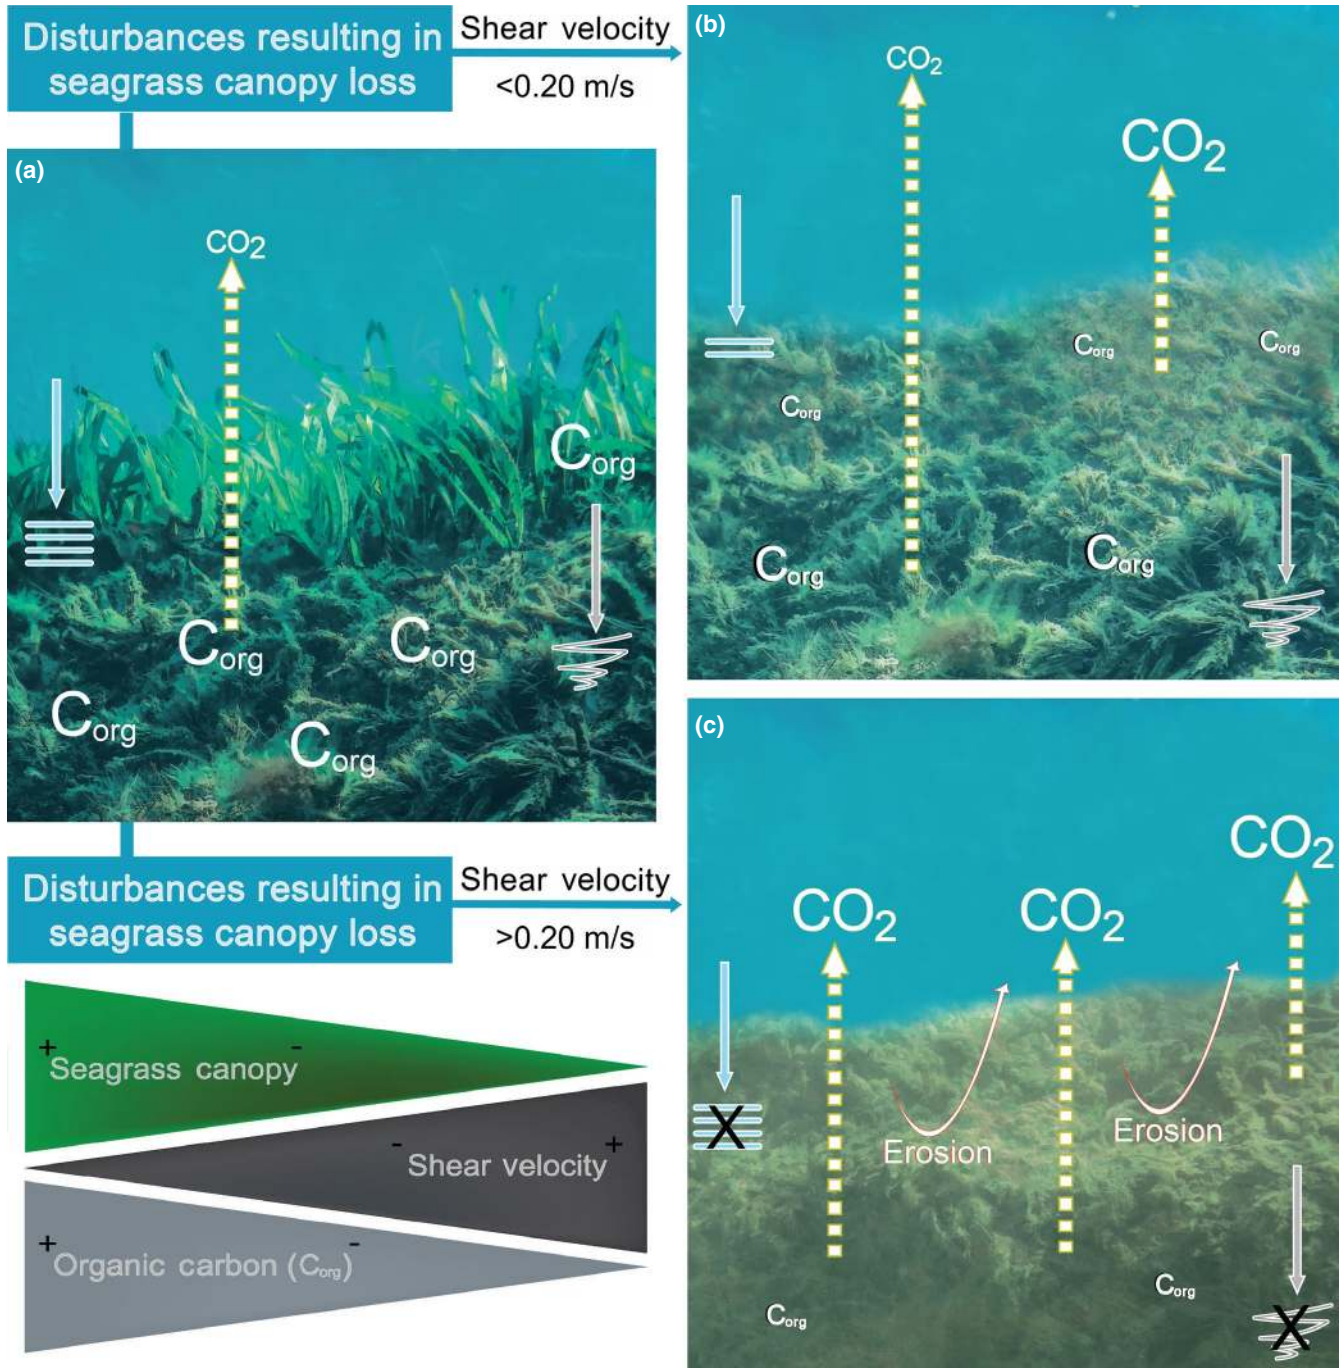 Disturbances resulting in
seagrass canopy loss
Shear velocity
<0.20 m/s
(a)
CO2
Corg
Corg
Corg
Corg
Corg
(b)
CO2
CO2
Corg
Corg
Corg
Corg
Corg
Disturbances resulting in
seagrass canopy loss
Shear velocity
>0.20 m/s
(c)
CO2
CO2
CO2
Erosion
Erosion
Corg
Corg
X
X
+ -
Seagrass canopy
- +
Shear velocity
+ -
Organic carbon (Corg)